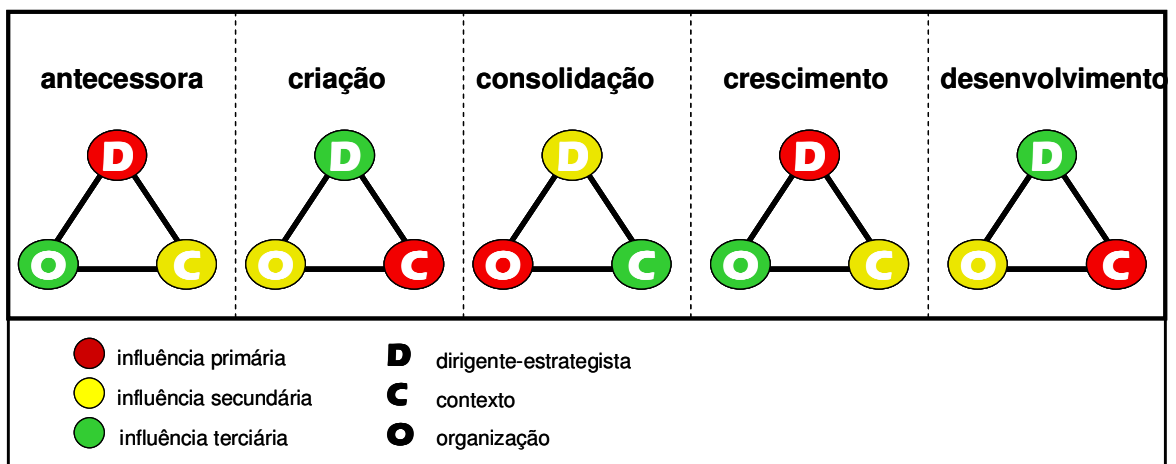 antecessora criação consolidação crescimento desenvolvimento
D D D D D
O C O C O C O C O C
influência primária D dirigente-estrategista
influência secundária C contexto
influência terciária O organização